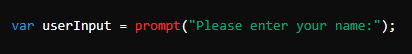 var userInput = prompt("Please enter your name:");